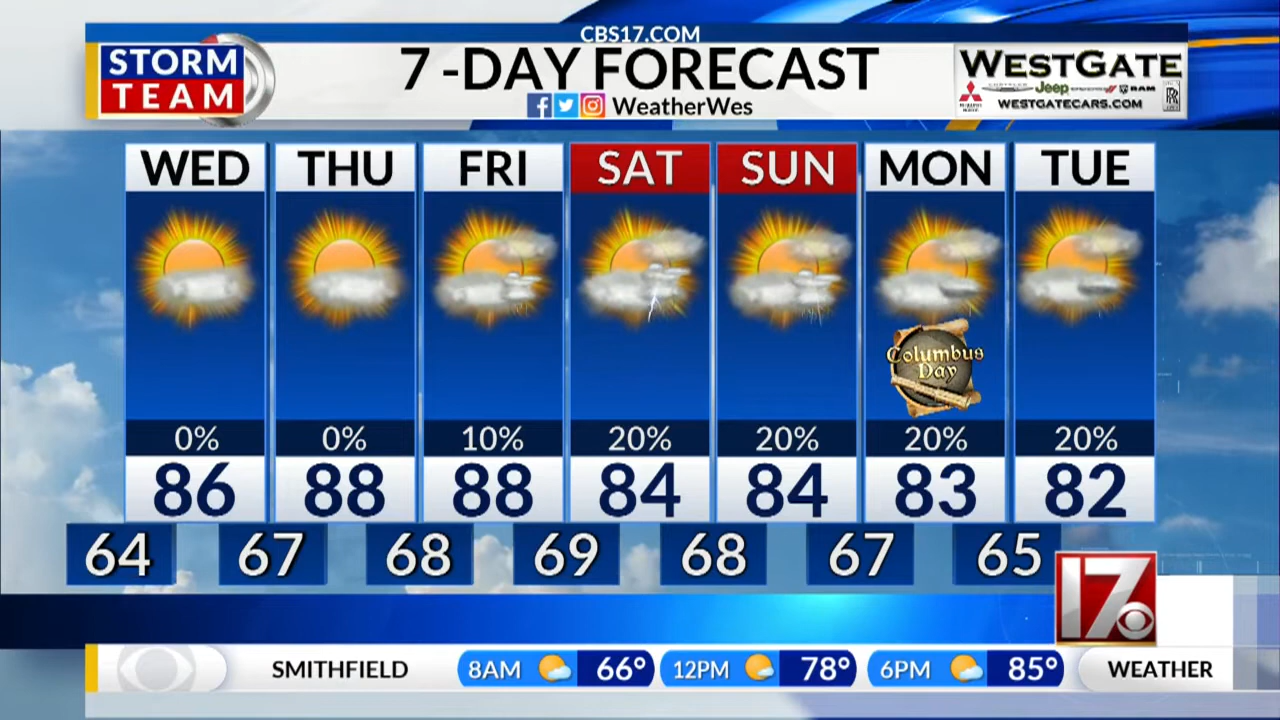 CBS17.COM
STORM
TEAM
7 -DAY FORECAST
WeatherWes
WESTGATE
Jeep
RAM
WESTGATECARS.COM
WED THU FRI SAT SUN MON TUE
Columbus
Day
0% 0% 10% 20% 20% 20% 20%
86 88 88 84 84 83 82
64 67 68 69 68 67 65
17
SMITHFIELD 8AM 66° 12PM 78° 6PM 85° WEATHER